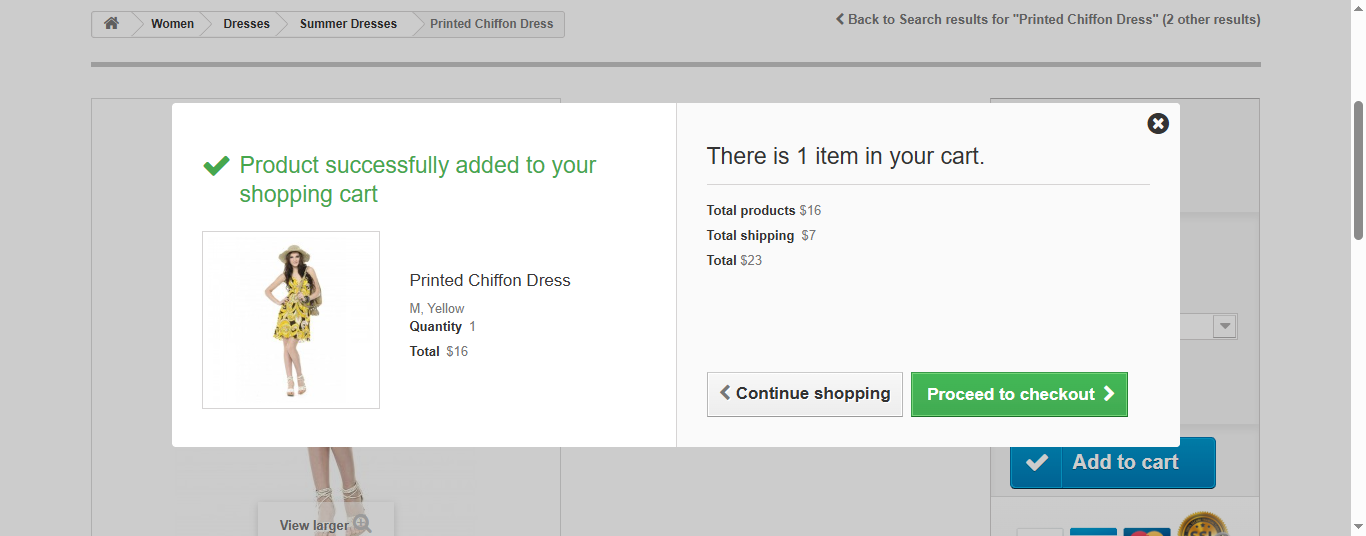 Women
Dresses
Summer Dresses
Printed Chiffon Dress
Back to Search results for "Printed Chiffon Dress" (2 other results)
Product successfully added to your
shopping cart
Printed Chiffon Dress
M, Yellow
Quantity 1
Total $16
There is 1 item in your cart.
Total products $16
Total shipping $7
Total $23
Continue shopping
Proceed to checkout
Add to cart
View larger